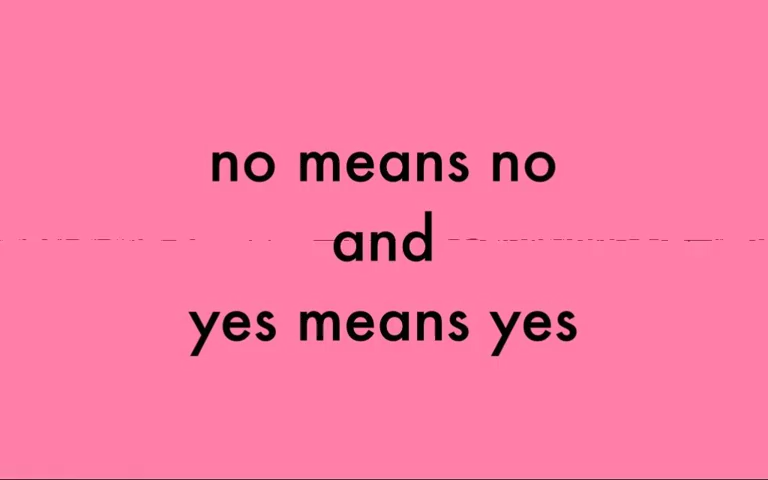 no means no
and
yes means yes